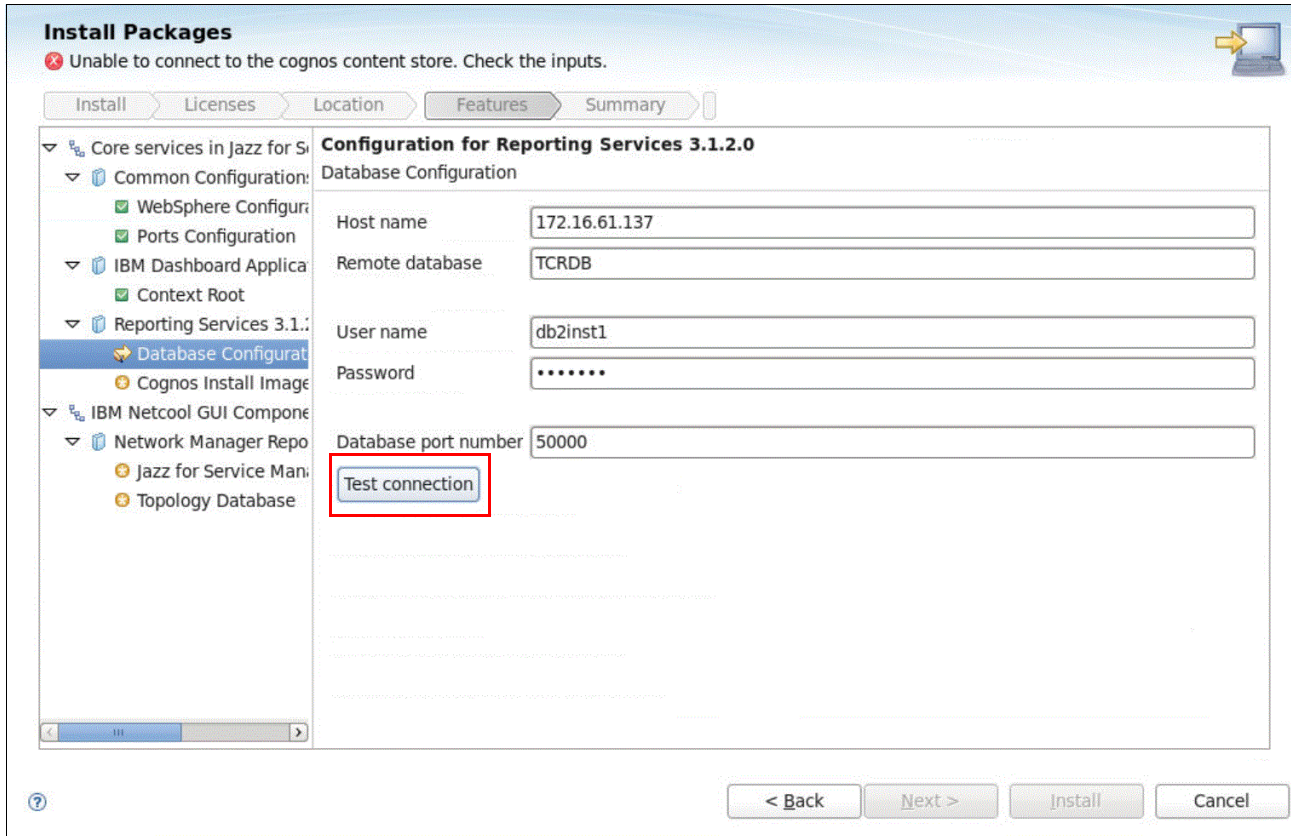 Install Packages
Unable to connect to the cognos content store. Check the inputs.
Install Licenses Location Features Summary
Core services in Jazz for S
Common Configurations
WebSphere Configura
Ports Configuration
IBM Dashboard Applica
Context Root
Reporting Services 3.1.2
Database Configurat
Cognos Install Image
IBM Netcool GUI Compone
Network Manager Repo
Jazz for Service Mana
Topology Database
Configuration for Reporting Services 3.1.2.0
Database Configuration
Host name 172.16.61.137
Remote database TCRDB
User name db2inst1
Password •••••••
Database port number 50000
Test connection
?
< Back Next > Install Cancel